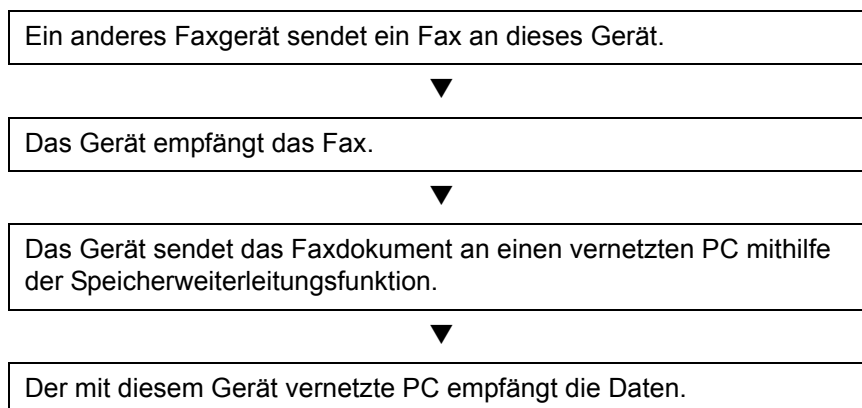 Ein anderes Faxgerät sendet ein Fax an dieses Gerät.
▼
Das Gerät empfängt das Fax.
▼
Das Gerät sendet das Faxdokument an einen vernetzten PC mithilfe
der Speicherweiterleitungsfunktion.
▼
Der mit diesem Gerät vernetzte PC empfängt die Daten.